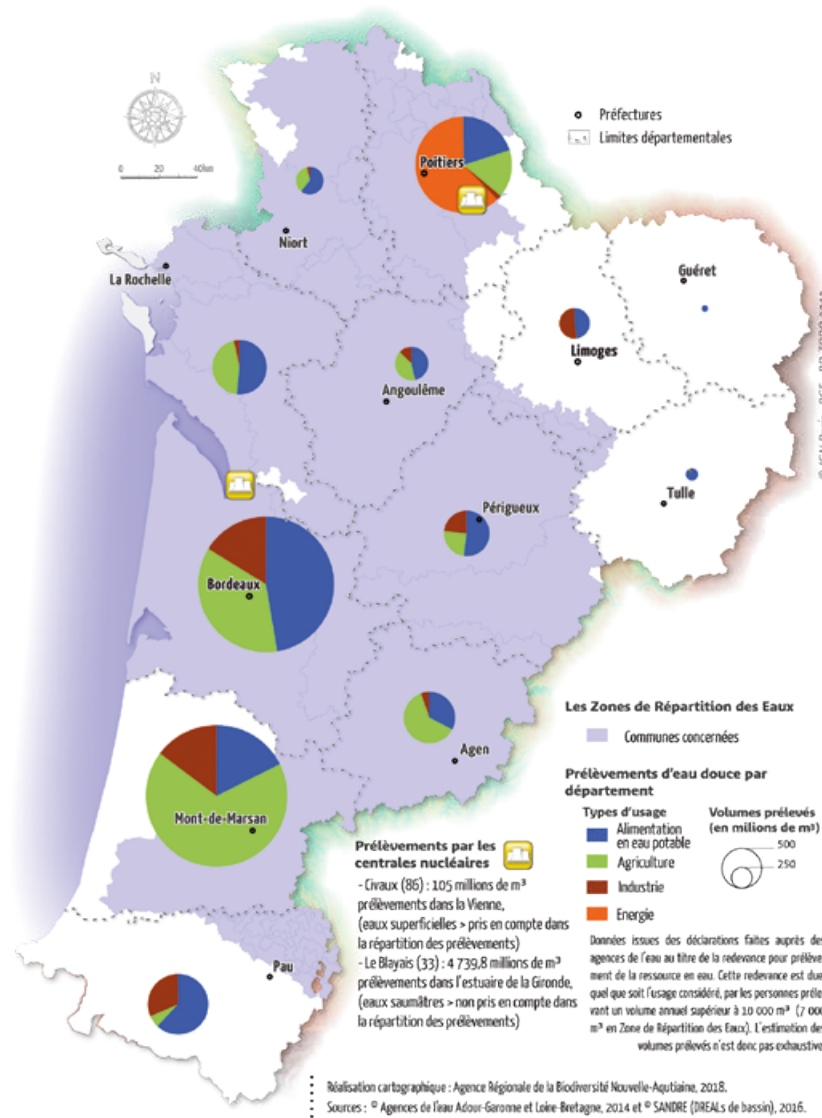 N
0 20 40km
Préfectures
Limites départementales
Poitiers
Niort
La Rochelle
Guéret
Limoges
Angoulême
Tulle
Périgueux
Bordeaux
Agen
Mont-de-Marsan
Pau
Les Zones de Répartition des Eaux
Communes concernées
Prélèvements d'eau douce par
département
Types d'usage
Alimentation
en eau potable
Agriculture
Industrie
Energie
Volumes prélevés
(en millions de m³)
500
250
Prélèvements par les
centrales nucléaires
- Civaux (86) : 105 millions de m³
prélèvements dans la Vienne,
(eaux superficielles > pris en compte dans
la répartition des prélèvements)
- Le Blayais (33) : 4 739,8 millions de m³
prélèvements dans l'estuaire de la Gironde,
(eaux saumâtres > non pris en compte dans
la répartition des prélèvements)
Données issues des déclarations faites auprès des
agences de l'eau au titre de la redevance pour prélève-
ment de la ressource en eau. Cette redevance est due
quel que soit l'usage considéré, par les personnes préle-
vant un volume annuel supérieur à 10 000 m³ (7 000
m³ en Zone de Répartition des Eaux). L'estimation des
volumes prélevés n'est donc pas exhaustive
Réalisation cartographique : Agence Régionale de la Biodiversité Nouvelle-Aquitiaine, 2018.
Sources : © Agences de l'eau Adour-Garonne et Loire-Bretagne, 2014 et © SANDRE (DREALs de bassin), 2016.